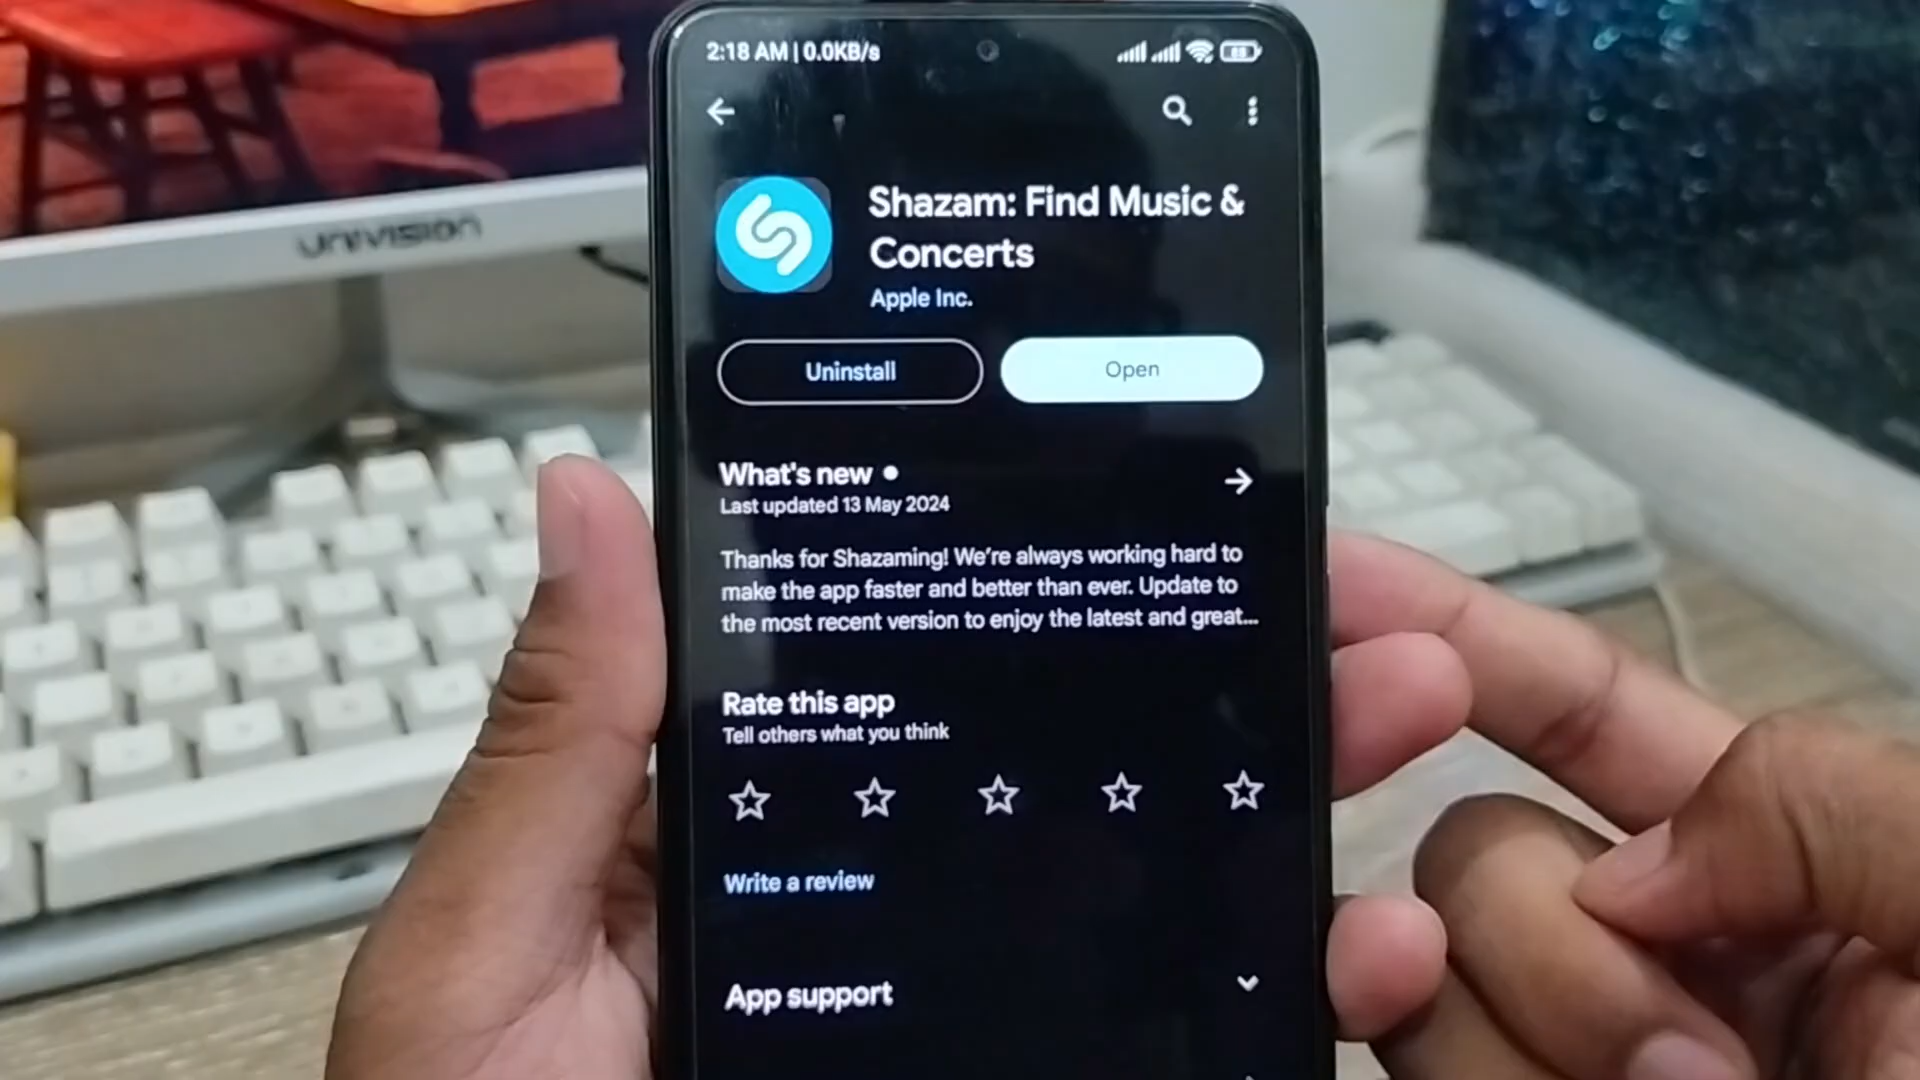 2:18 AM | 0.0KB/s
UNIVISION
Shazam: Find Music &
Concerts
Apple Inc.
Uninstall
Open
What's new •
Last updated 13 May 2024
Thanks for Shazaming! We’re always working hard to
make the app faster and better than ever. Update to
the most recent version to enjoy the latest and great...
Rate this app
Tell others what you think
Write a review
App support